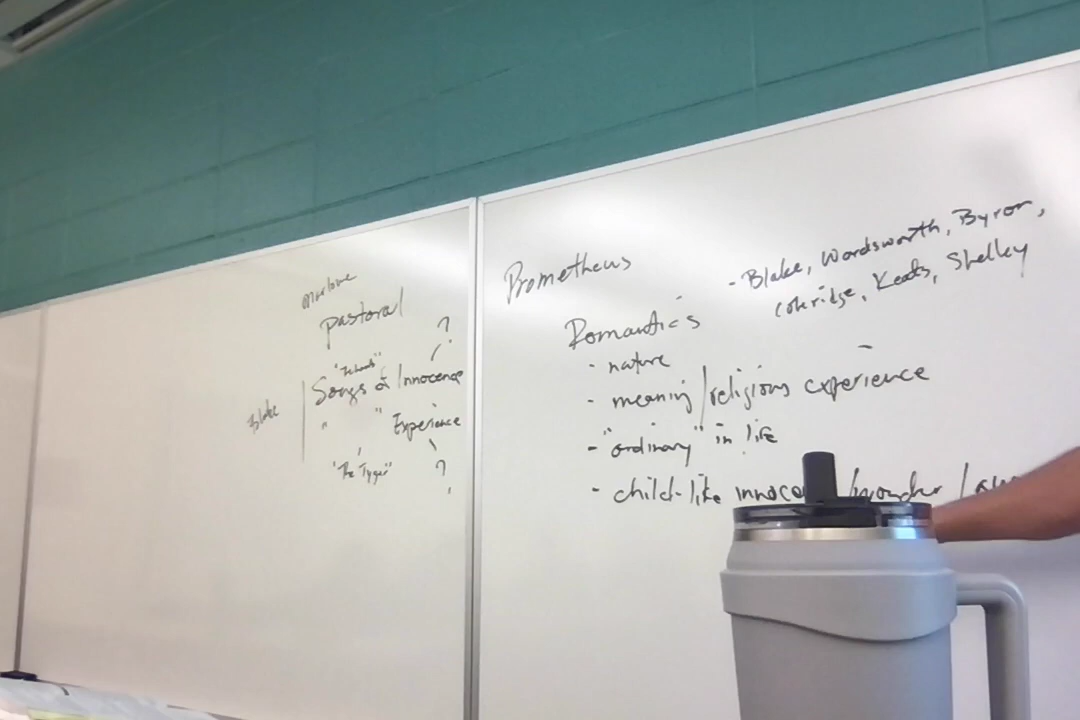 Marlowe
Pastoral
?
Songs of Innocence
Blake
" " Experience
"The Tyger" ?
Prometheus
- Blake, Wordsworth, Byron,
Coleridge, Keats, Shelley
Romantics
- nature
- meaning/religious experience
- "ordinary" in life
- child-like wonder /